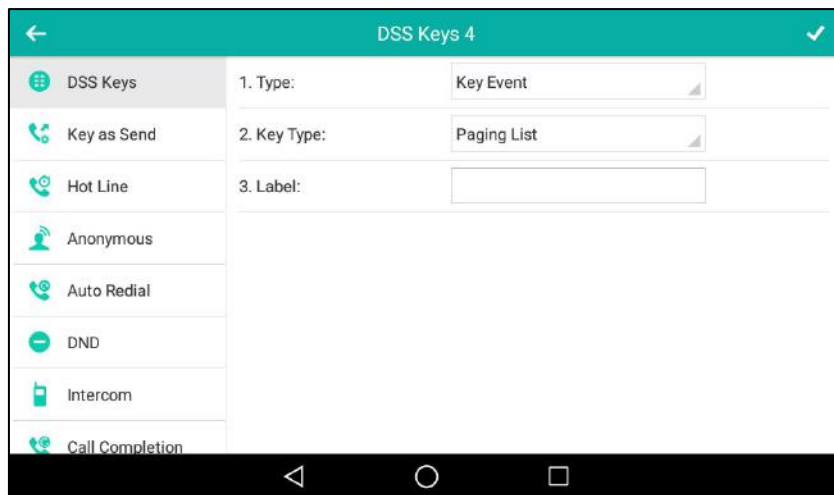 DSS Keys 4
DSS Keys
Key as Send
Hot Line
Anonymous
Auto Redial
DND
Intercom
Call Completion
1. Type: Key Event
2. Key Type: Paging List
3. Label: